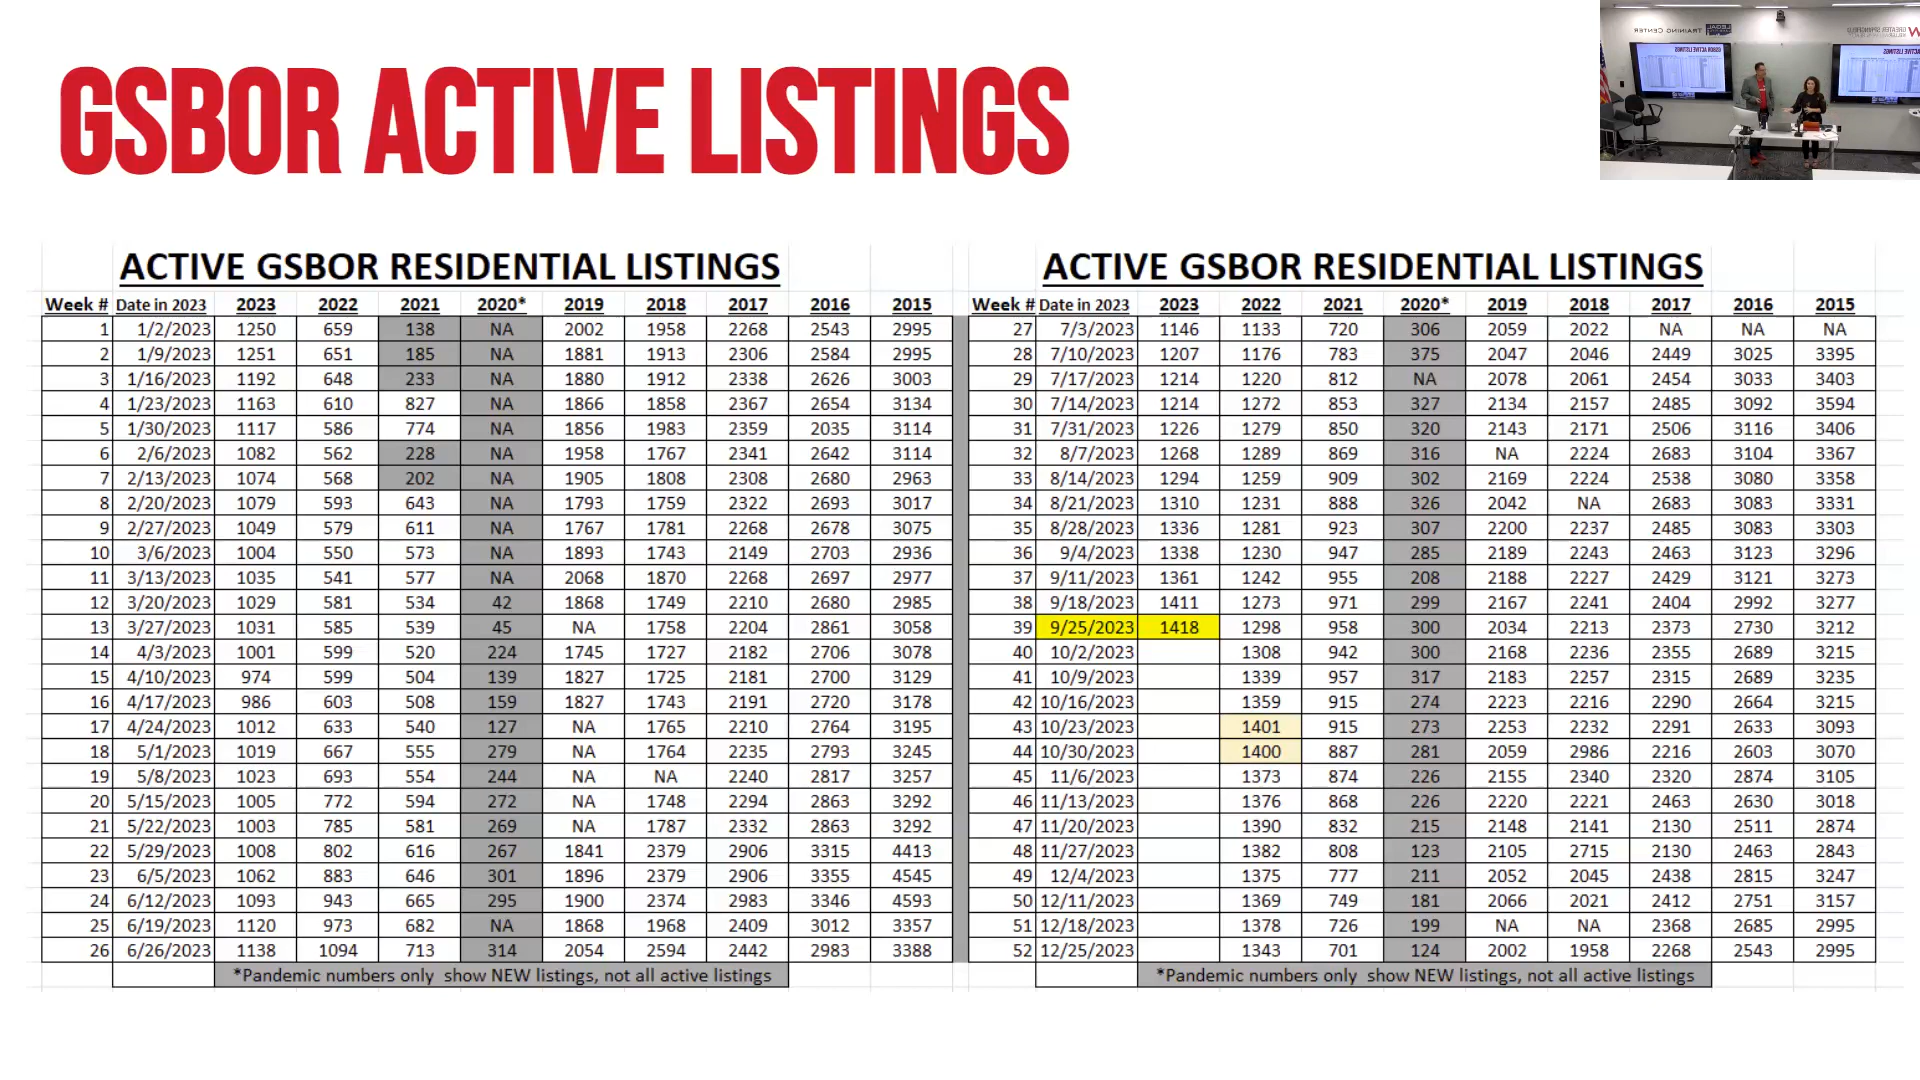 GSBOR ACTIVE LISTINGS
TRAINING CENTER
GREATER SPRINGFIELD
ACTIVE GSBOR RESIDENTIAL LISTINGS
Week # Date in 2023 2023 2022 2021 2020* 2019 2018 2017 2016 2015
1 1/2/2023 1250 659 138 NA 2002 1958 2268 2543 2995
2 1/9/2023 1251 651 185 NA 1881 1913 2306 2584 2995
3 1/16/2023 1192 648 233 NA 1880 1912 2338 2626 3003
4 1/23/2023 1163 610 827 NA 1866 1858 2367 2654 3134
5 1/30/2023 1117 586 774 NA 1856 1983 2359 2035 3114
6 2/6/2023 1082 562 228 NA 1958 1767 2341 2642 3114
7 2/13/2023 1074 568 202 NA 1905 1808 2308 2680 2963
8 2/20/2023 1079 593 643 NA 1793 1759 2322 2693 3017
9 2/27/2023 1049 579 611 NA 1767 1781 2268 2678 3075
10 3/6/2023 1004 550 573 NA 1893 1743 2149 2703 2936
11 3/13/2023 1035 541 577 NA 2068 1870 2268 2697 2977
12 3/20/2023 1029 581 534 42 1868 1749 2210 2680 2985
13 3/27/2023 1031 585 539 45 NA 1758 2204 2861 3058
14 4/3/2023 1001 599 520 224 1745 1727 2182 2706 3078
15 4/10/2023 974 599 504 139 1827 1725 2181 2700 3129
16 4/17/2023 986 603 508 159 1827 1743 2191 2720 3178
17 4/24/2023 1012 633 540 127 NA 1765 2210 2764 3195
18 5/1/2023 1019 667 555 279 NA 1764 2235 2793 3245
19 5/8/2023 1023 693 554 244 NA NA 2240 2817 3257
20 5/15/2023 1005 772 594 272 NA 1748 2294 2863 3292
21 5/22/2023 1003 785 581 269 NA 1787 2332 2863 3292
22 5/29/2023 1008 802 616 267 1841 2379 2906 3315 4413
23 6/5/2023 1062 883 646 301 1896 2379 2906 3355 4545
24 6/12/2023 1093 943 665 295 1900 2374 2983 3346 4593
25 6/19/2023 1120 973 682 NA 1868 1968 2409 3012 3357
26 6/26/2023 1138 1094 713 314 2054 2594 2442 2983 3388
*Pandemic numbers only show NEW listings, not all active listings
ACTIVE GSBOR RESIDENTIAL LISTINGS
Week # Date in 2023 2023 2022 2021 2020* 2019 2018 2017 2016 2015
27 7/3/2023 1146 1133 720 306 2059 2022 NA NA NA
28 7/10/2023 1207 1176 783 375 2047 2046 2449 3025 3395
29 7/17/2023 1214 1220 812 NA 2078 2061 2454 3033 3403
30 7/14/2023 1214 1272 853 327 2134 2157 2485 3092 3594
31 7/31/2023 1226 1279 850 320 2143 2171 2506 3116 3406
32 8/7/2023 1268 1289 869 316 NA 2224 2683 3104 3367
33 8/14/2023 1294 1259 909 302 2169 2224 2538 3080 3358
34 8/21/2023 1310 1231 888 326 2042 NA 2683 3083 3331
35 8/28/2023 1336 1281 923 307 2200 2237 2485 3083 3303
36 9/4/2023 1338 1230 947 285 2189 2243 2463 3123 3296
37 9/11/2023 1361 1242 955 208 2188 2227 2429 3121 3273
38 9/18/2023 1411 1273 971 299 2167 2241 2404 2992 3277
39 9/25/2023 1418 1298 958 300 2034 2213 2373 2730 3212
40 10/2/2023 1308 942 300 2168 2236 2355 2689 3215
41 10/9/2023 1339 957 317 2183 2257 2315 2689 3235
42 10/16/2023 1359 915 274 2223 2216 2290 2664 3215
43 10/23/2023 1401 915 273 2253 2232 2291 2633 3093
44 10/30/2023 1400 887 281 2059 2986 2216 2603 3070
45 11/6/2023 1373 874 226 2155 2340 2320 2874 3105
46 11/13/2023 1376 868 226 2220 2221 2463 2630 3018
47 11/20/2023 1390 832 215 2148 2141 2130 2511 2874
48 11/27/2023 1382 808 123 2105 2715 2130 2463 2843
49 12/4/2023 1375 777 211 2052 2045 2438 2815 3247
50 12/11/2023 1369 749 181 2066 2021 2412 2751 3157
51 12/18/2023 1378 726 199 NA NA 2368 2685 2995
52 12/25/2023 1343 701 124 2002 1958 2268 2543 2995
*Pandemic numbers only show NEW listings, not all active listings